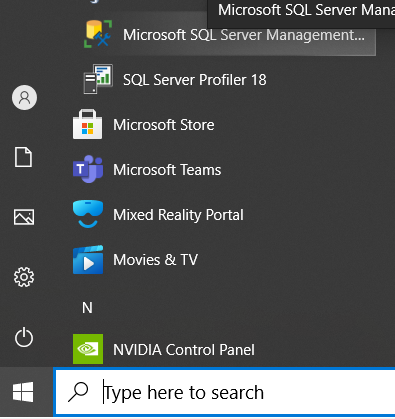 Microsoft SQL Server Mana
Microsoft SQL Server Management...
SQL Server Profiler 18
Microsoft Store
Microsoft Teams
Mixed Reality Portal
Movies & TV
N
NVIDIA Control Panel
Type here to search